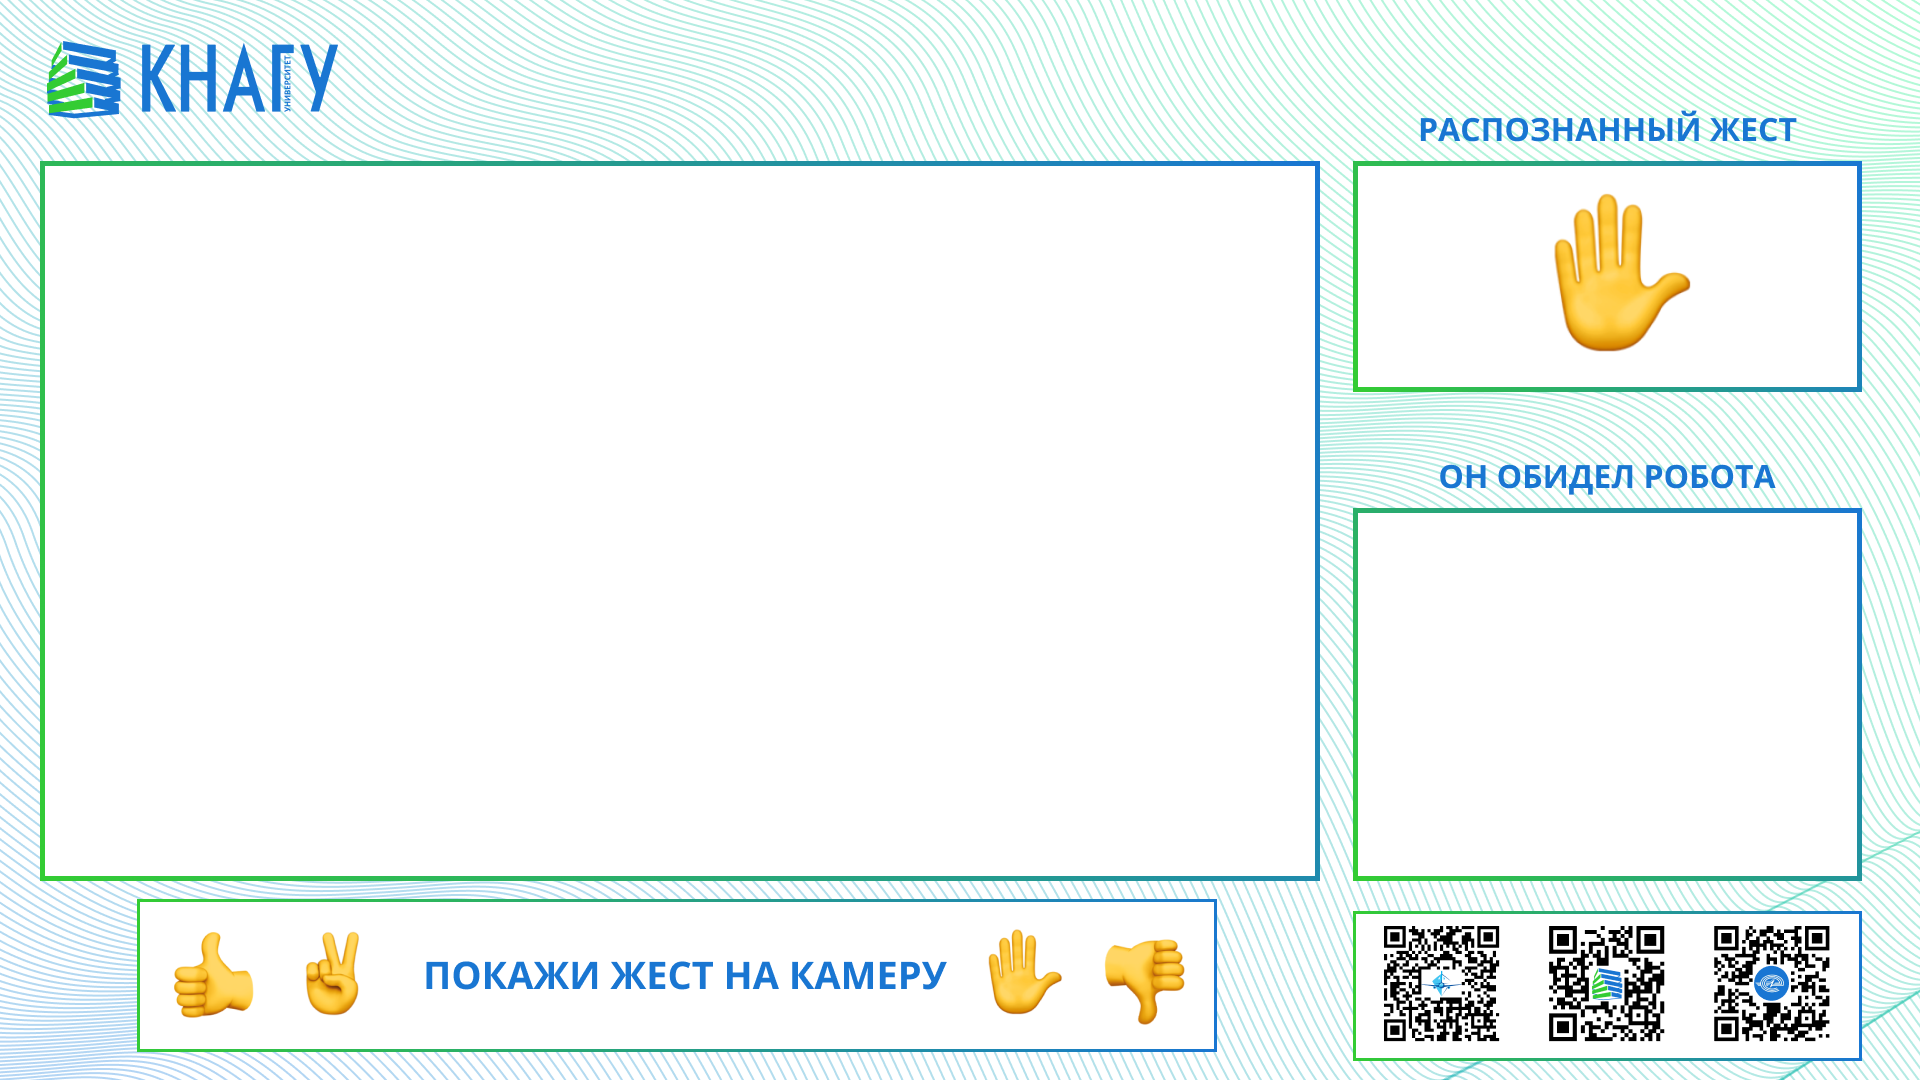 КНАГУ
УНИВЕРСИТЕТ
РАСПОЗНАННЫЙ ЖЕСТ
ОН ОБИДЕЛ РОБОТА
ПОКАЖИ ЖЕСТ НА КАМЕРУ